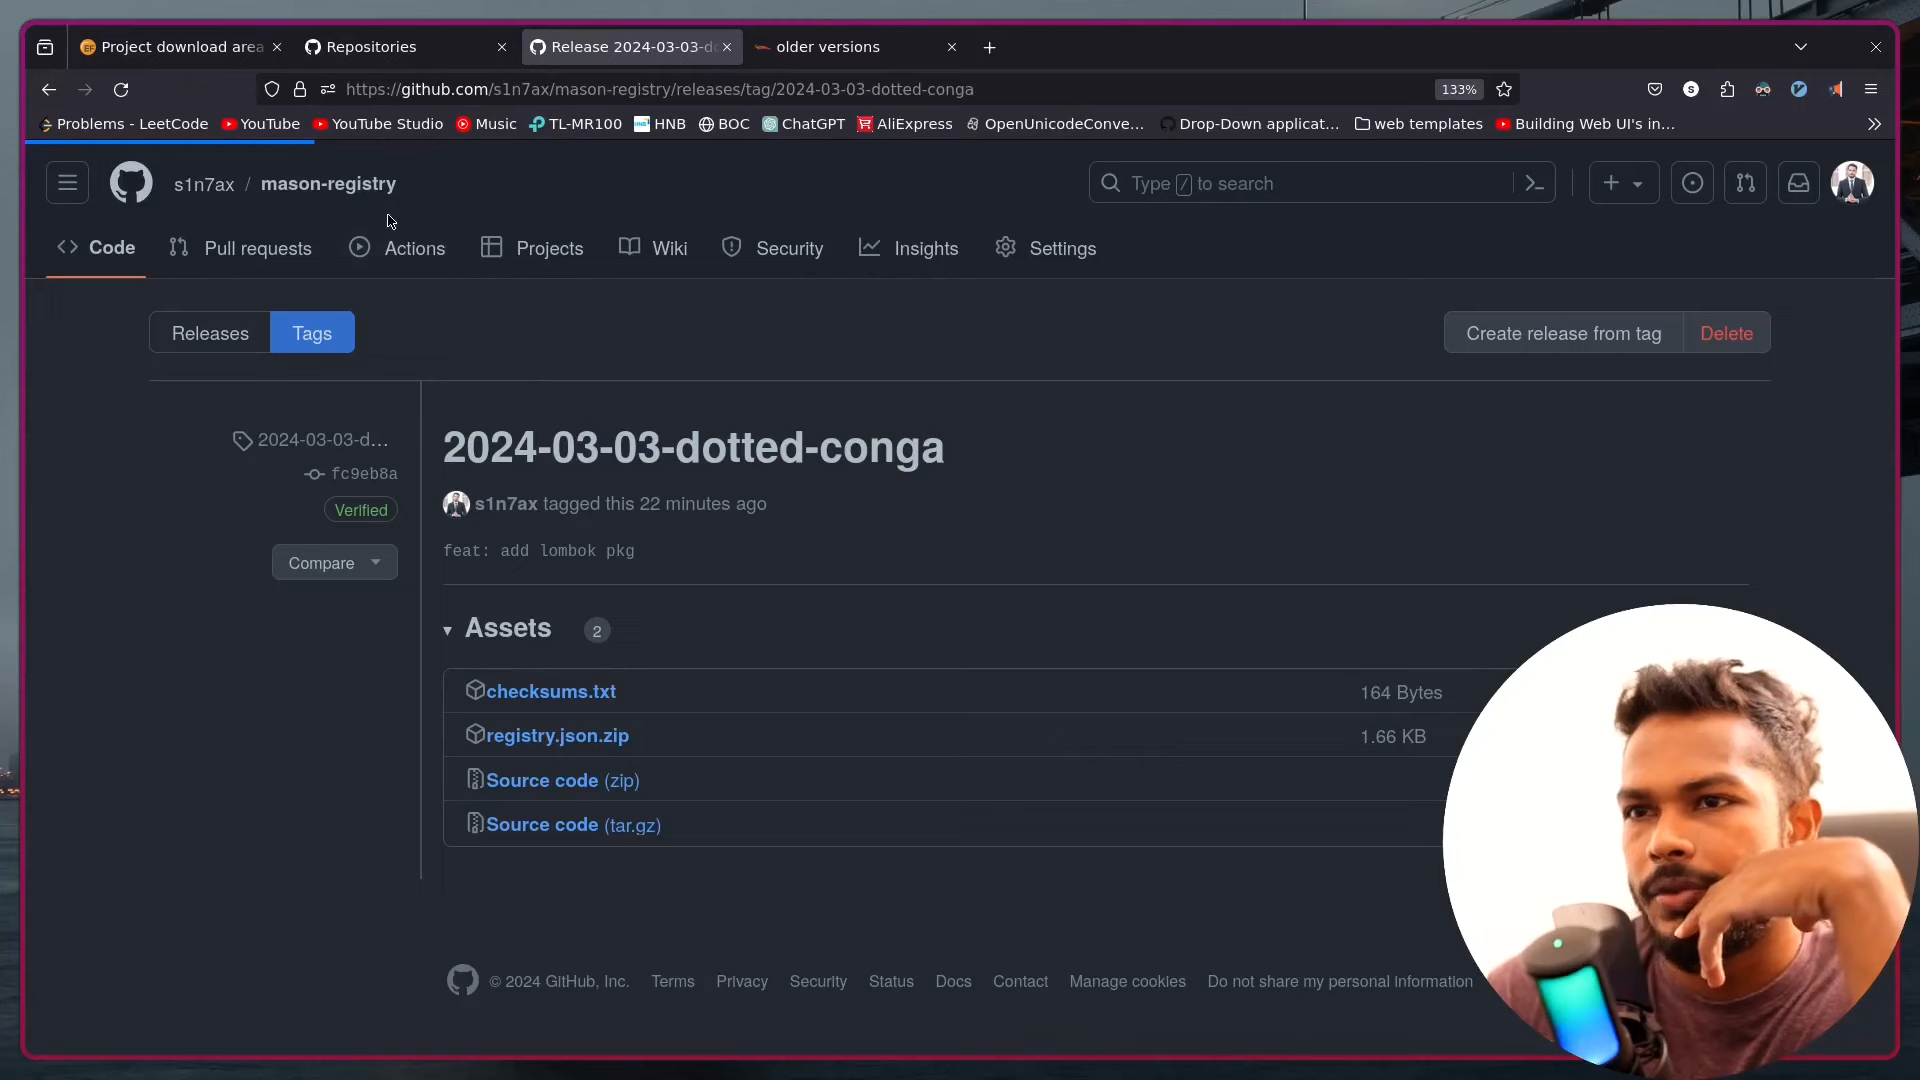 Project download area
Repositories
Release 2024-03-03-d
older versions
https://github.com/s1n7ax/mason-registry/releases/tag/2024-03-03-dotted-conga
133%
Problems - LeetCode
YouTube
YouTube Studio
Music
TL-MR100
HNB
BOC
ChatGPT
AliExpress
OpenUnicodeConve...
Drop-Down applicat...
web templates
Building Web UI's in...
s1n7ax / mason-registry
Type / to search
Code
Pull requests
Actions
Projects
Wiki
Security
Insights
Settings
Releases
Tags
Create release from tag
Delete
2024-03-03-d...
fc9eb8a
Verified
Compare
2024-03-03-dotted-conga
s1n7ax tagged this 22 minutes ago
feat: add lombok pkg
Assets 2
checksums.txt 164 Bytes
registry.json.zip 1.66 KB
Source code (zip)
Source code (tar.gz)
© 2024 GitHub, Inc.
Terms
Privacy
Security
Status
Docs
Contact
Manage cookies
Do not share my personal information